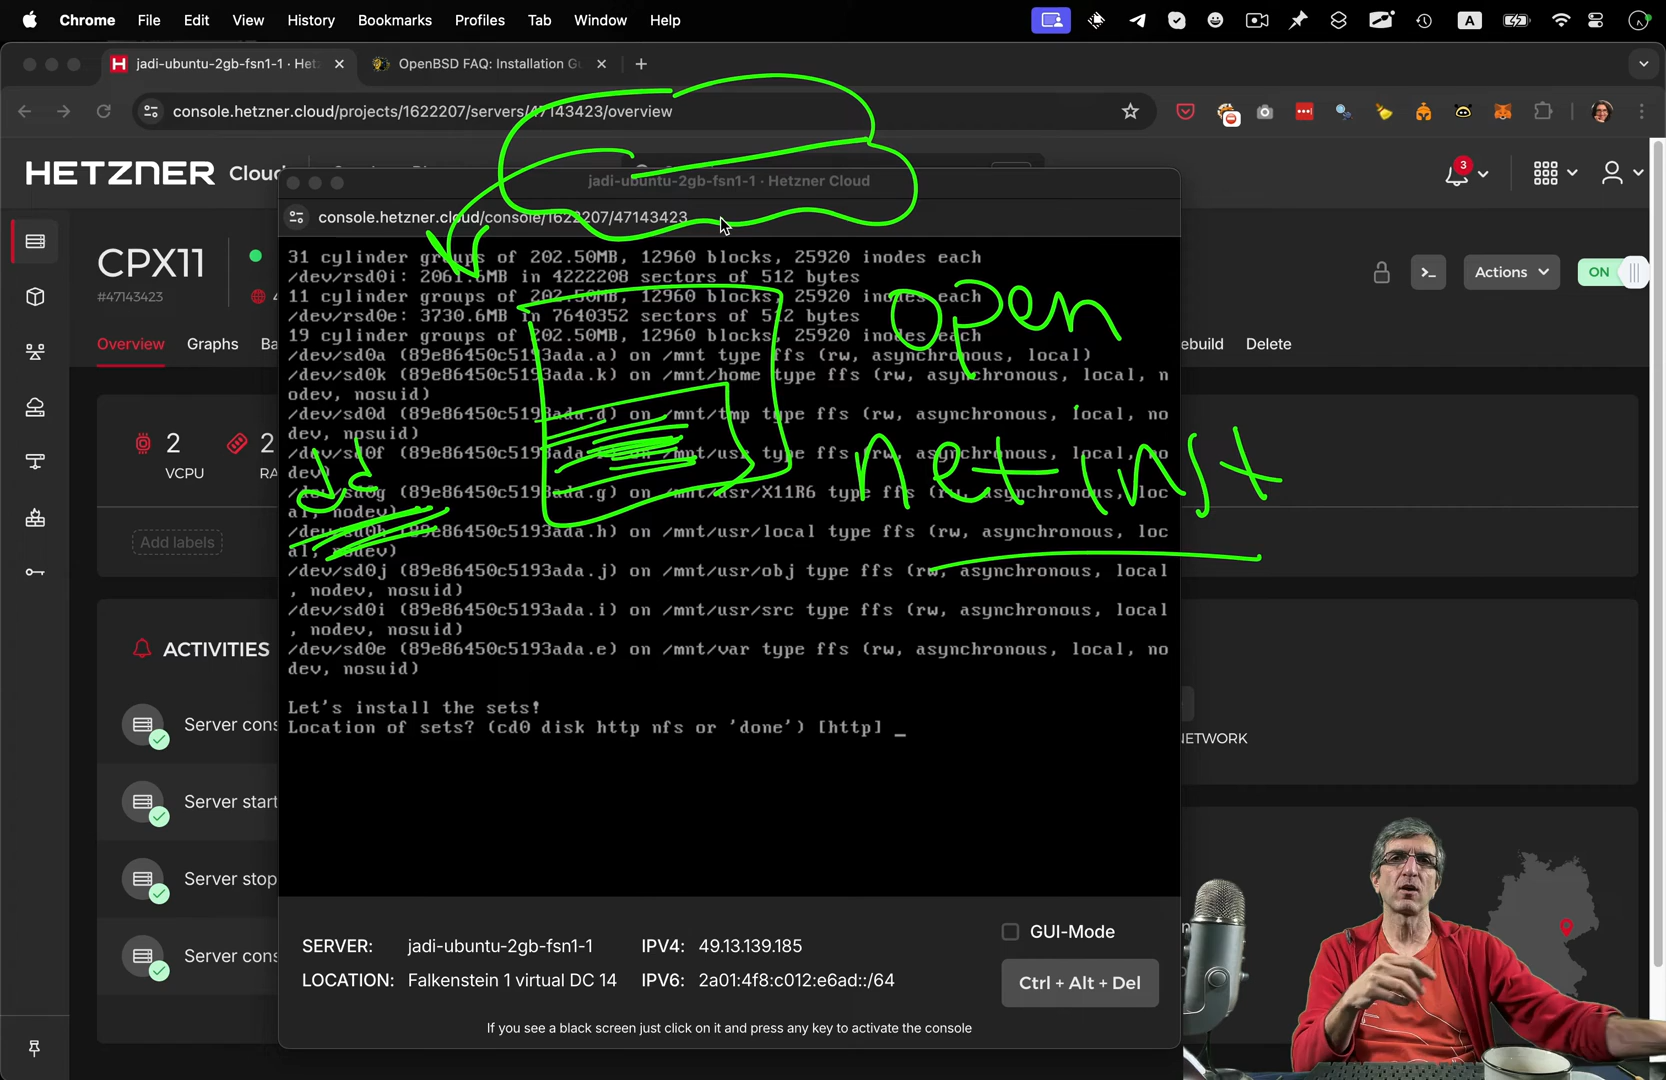 Chrome File Edit View History Bookmarks Profiles Tab Window Help
A
jadi-ubuntu-2gb-fsn1-1 · Hetz
OpenBSD FAQ: Installation Gu
console.hetzner.cloud/projects/1622207/servers/47143423/overview
HETZNER Cloud
3
jadi-ubuntu-2gb-fsn1-1 · Hetzner Cloud
console.hetzner.cloud/console/1622207/47143423
CPX11
#47143423
Actions
ON
Overview Graphs Ba
ebuild Delete
2
VCPU
2
RA
Add labels
ACTIVITIES
Server cons
Server start
Server stop
Server cons
ETWORK
31 cylinder groups of 202.50MB, 12960 blocks, 25920 inodes each
/dev/rsd0i: 2061.6MB in 4222208 sectors of 512 bytes
11 cylinder groups of 202.50MB, 12960 blocks, 25920 inodes each
/dev/rsd0e: 3730.6MB in 7640352 sectors of 512 bytes
19 cylinder groups of 202.50MB, 12960 blocks, 25920 inodes each
/dev/sd0a (89e86450c5193ada.a) on /mnt type ffs (rw, asynchronous, local)
/dev/sd0k (89e86450c5193ada.k) on /mnt/home type ffs (rw, asynchronous, local, n
odev, nosuid)
/dev/sd0d (89e86450c5193ada.d) on /mnt/tmp type ffs (rw, asynchronous, local, no
dev, nosuid)
/dev/sd0f (89e86450c5193ada on /mnt/usr type ffs (rw, asynchronous, local, no
dev)
/dev/sd0g (89e86450c5193ada.g) on /mnt/usr/X11R6 type ffs (rw, asynchronous, loc
al, nodev)
/dev/sd0h (89e86450c5193ada.h) on /mnt/usr/local type ffs (rw, asynchronous, loc
al, nodev)
/dev/sd0j (89e86450c5193ada.j) on /mnt/usr/obj type ffs (rw, asynchronous, local
, nodev, nosuid)
/dev/sd0i (89e86450c5193ada.i) on /mnt/usr/src type ffs (rw, asynchronous, local
, nodev, nosuid)
/dev/sd0e (89e86450c5193ada.e) on /mnt/var type ffs (rw, asynchronous, local, no
dev, nosuid)
Let's install the sets!
Location of sets? (cd0 disk http nfs or 'done') [http] _
open
net inst
dd
SERVER: jadi-ubuntu-2gb-fsn1-1 IPV4: 49.13.139.185
LOCATION: Falkenstein 1 virtual DC 14 IPV6: 2a01:4f8:c012:e6ad::/64
GUI-Mode
Ctrl + Alt + Del
If you see a black screen just click on it and press any key to activate the console